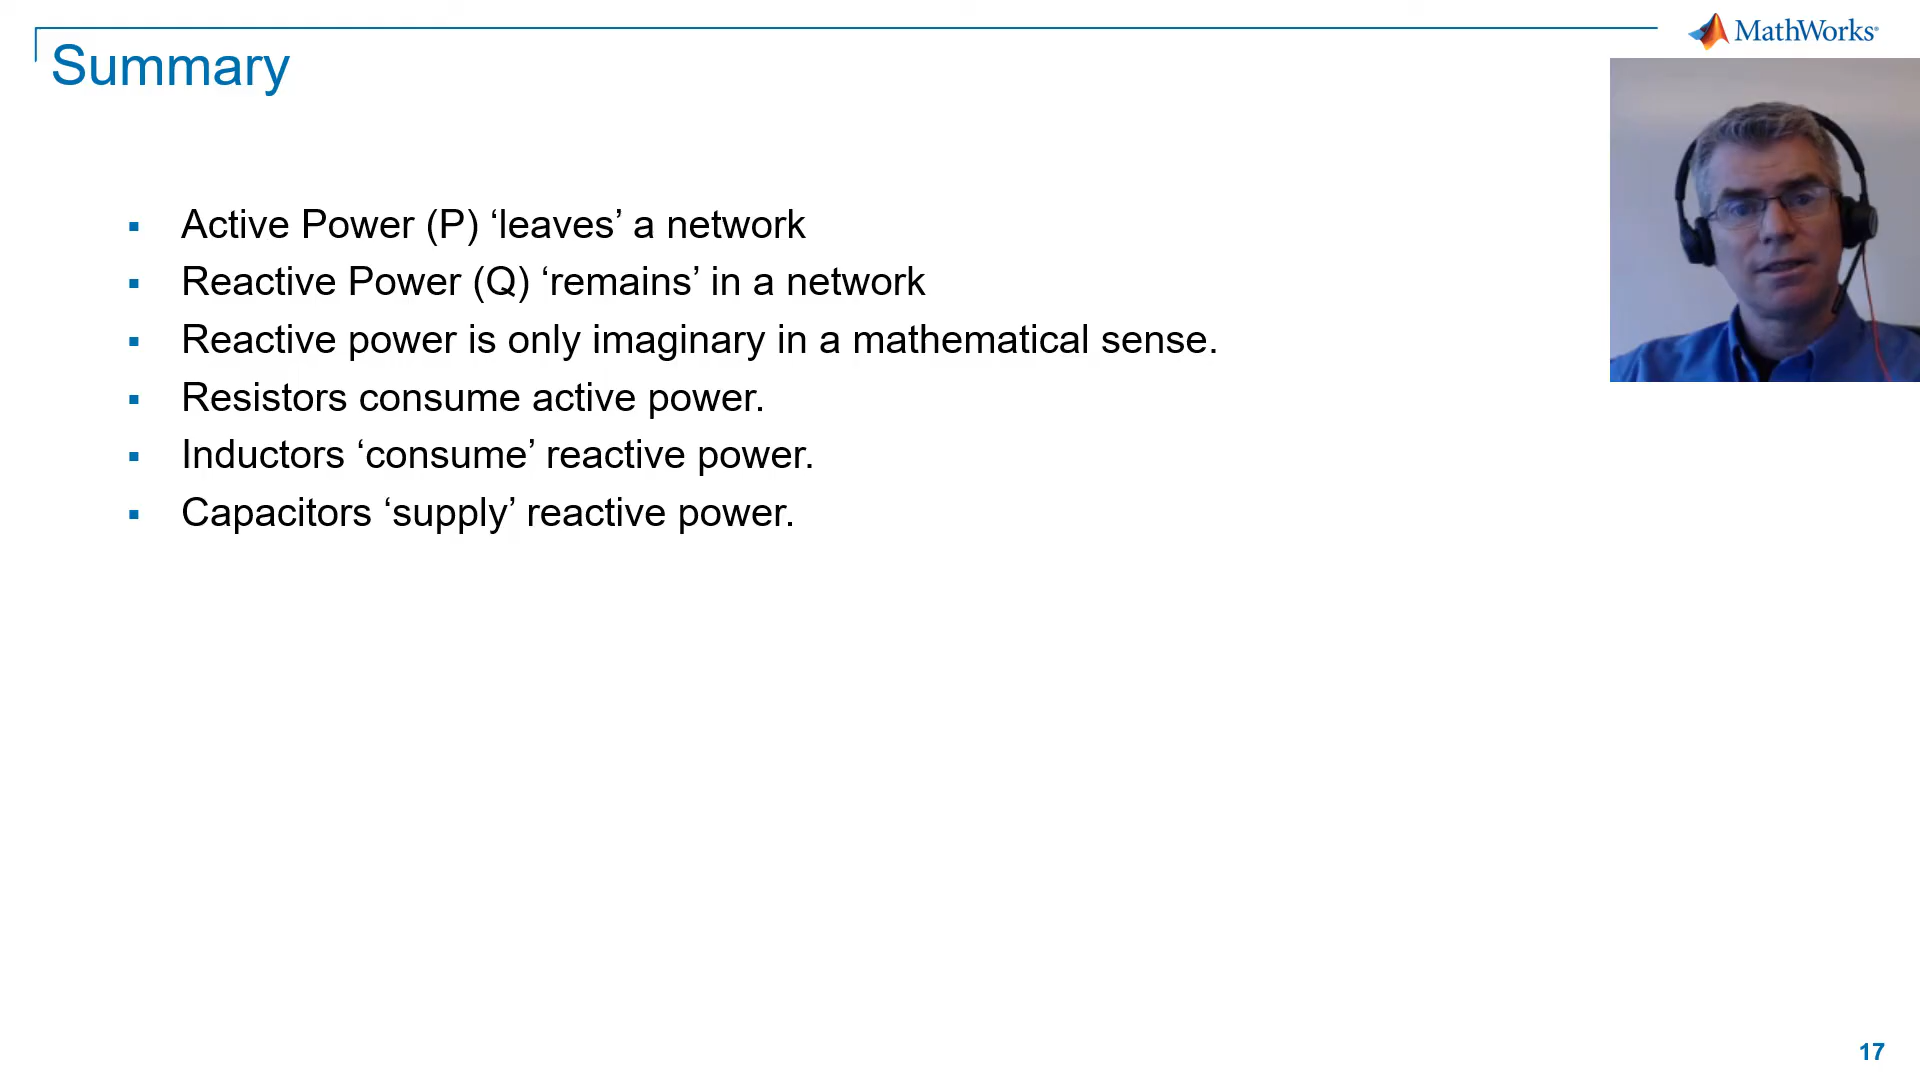 MathWorks®
Summary
Active Power (P) ‘leaves’ a network
Reactive Power (Q) ‘remains’ in a network
Reactive power is only imaginary in a mathematical sense.
Resistors consume active power.
Inductors ‘consume’ reactive power.
Capacitors ‘supply’ reactive power.
17